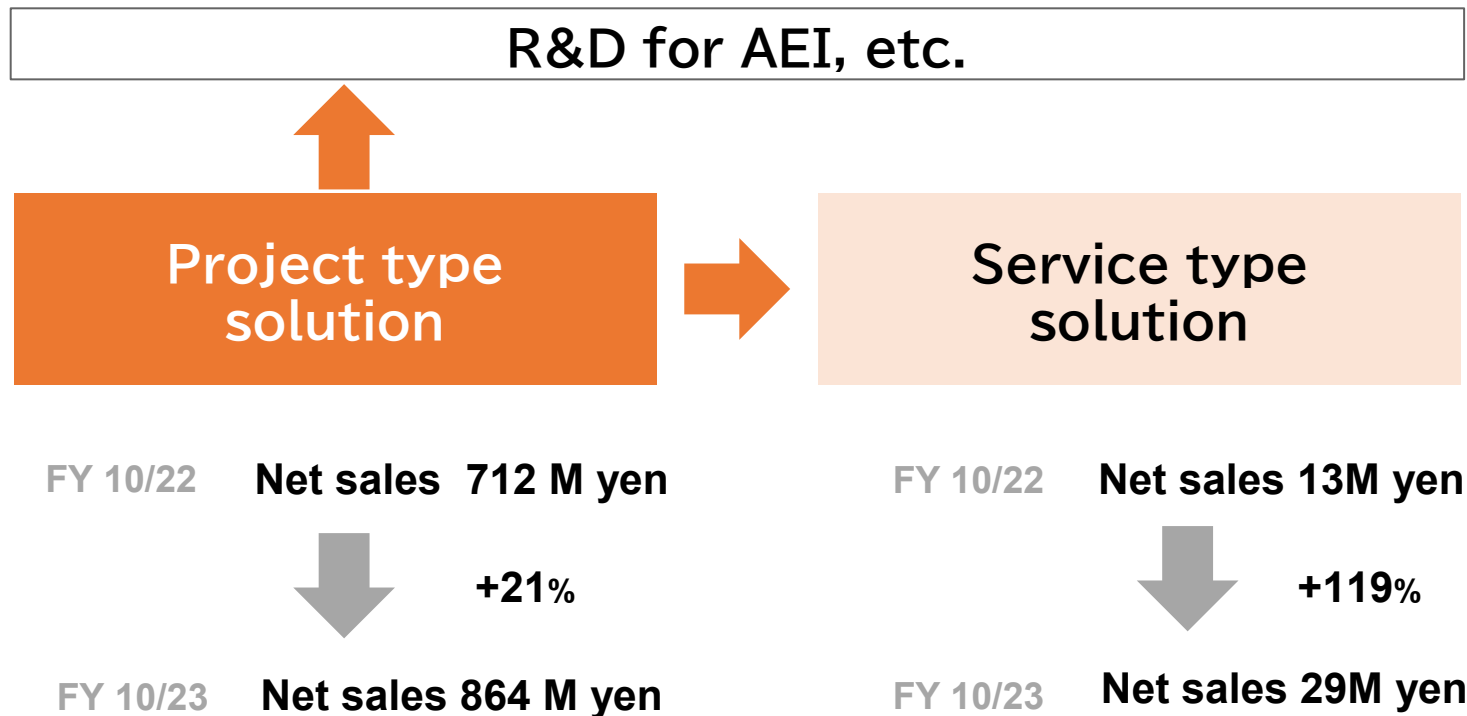 R&D for AEI, etc.
Project type
solution
Service type
solution
FY 10/22 Net sales 712 M yen
+21%
FY 10/23 Net sales 864 M yen
FY 10/22 Net sales 13M yen
+119%
FY 10/23 Net sales 29M yen